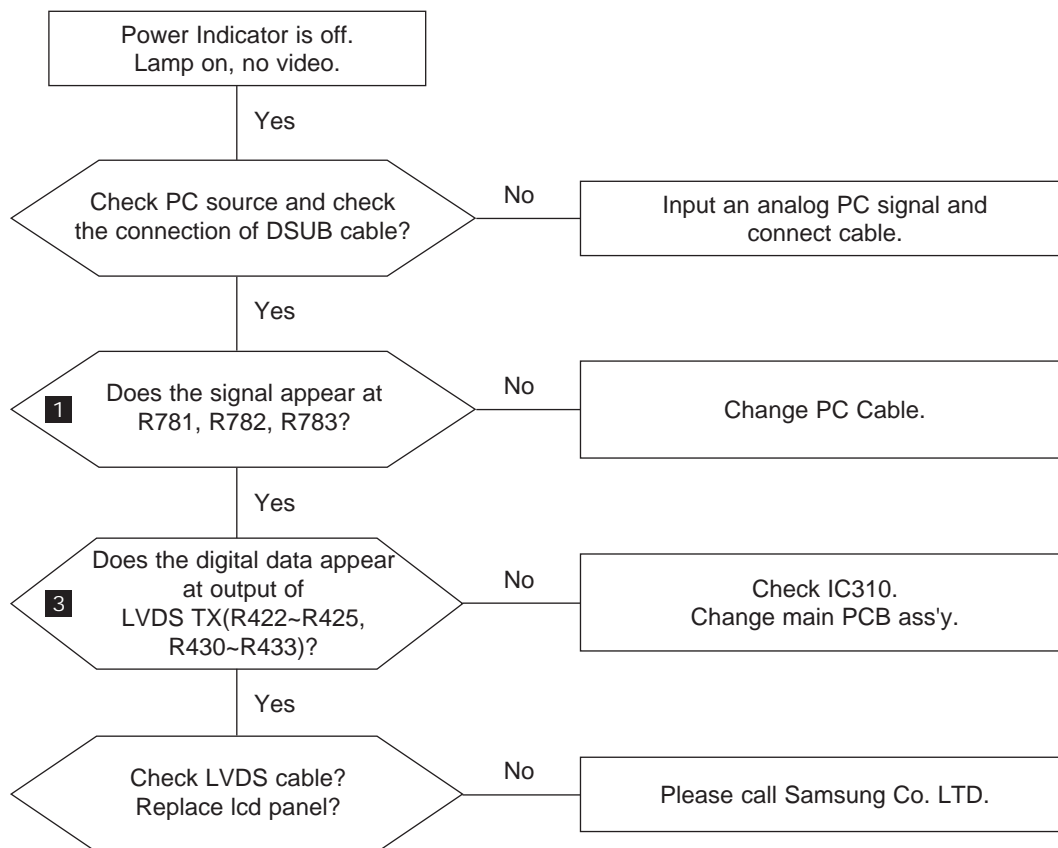 Power Indicator is off.
Lamp on, no video.
Yes
Check PC source and check
the connection of DSUB cable?
No
Input an analog PC signal and
connect cable.
Yes
1
Does the signal appear at
R781, R782, R783?
No
Change PC Cable.
Yes
3
Does the digital data appear
at output of
LVDS TX(R422~R425,
R430~R433)?
No
Check IC310.
Change main PCB ass'y.
Yes
Check LVDS cable?
Replace lcd panel?
No
Please call Samsung Co. LTD.